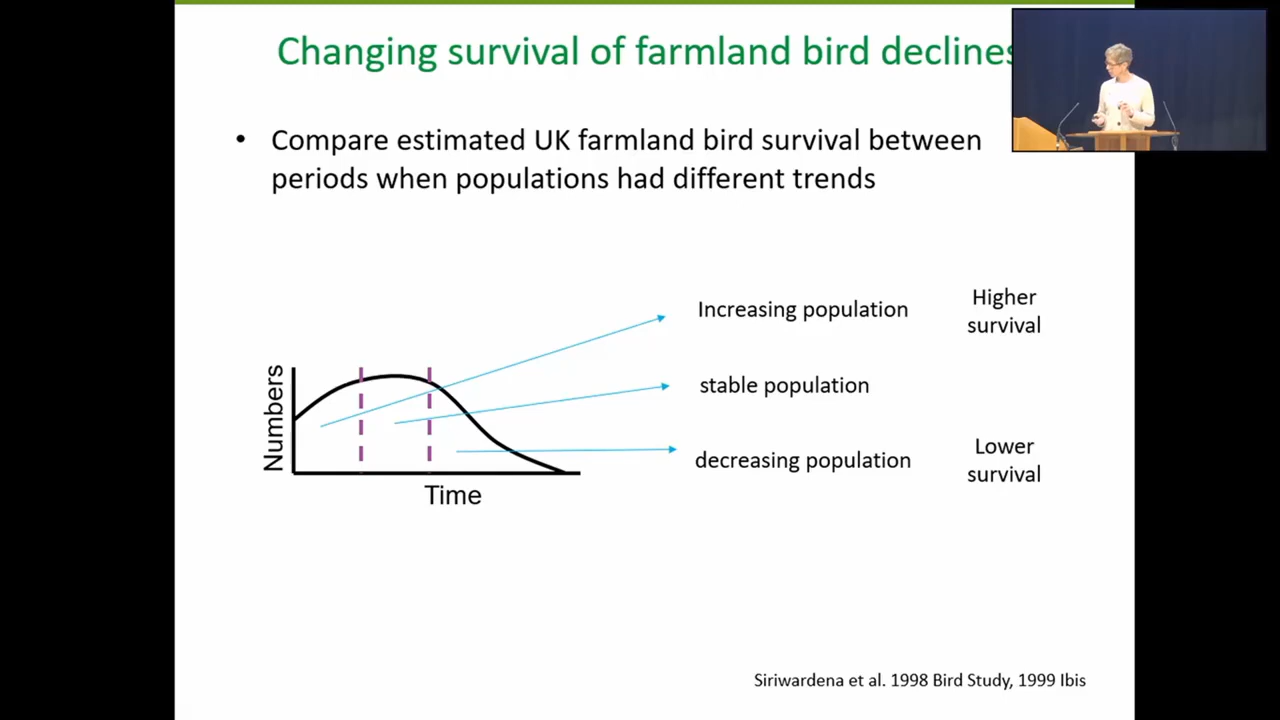 Changing survival of farmland bird declines
• Compare estimated UK farmland bird survival between
periods when populations had different trends
Increasing population
Higher
survival
stable population
decreasing population
Lower
survival
Numbers
Time
Siriwardena et al. 1998 Bird Study, 1999 Ibis